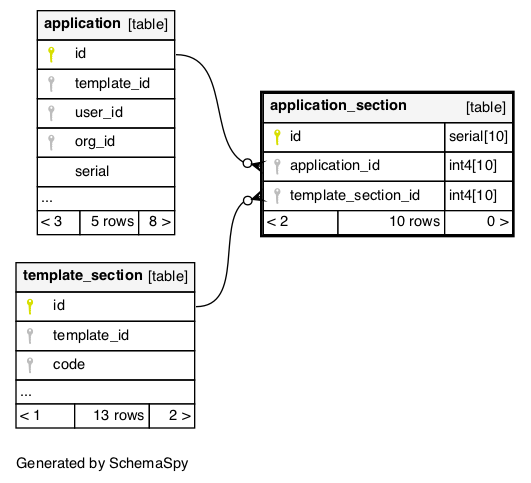 application [table]
id
template_id
user_id
org_id
serial
...
< 3 5 rows 8 >
application_section [table]
id serial[10]
application_id int4[10]
template_section_id int4[10]
< 2 10 rows 0 >
template_section [table]
id
template_id
code
...
< 1 13 rows 2 >
Generated by SchemaSpy